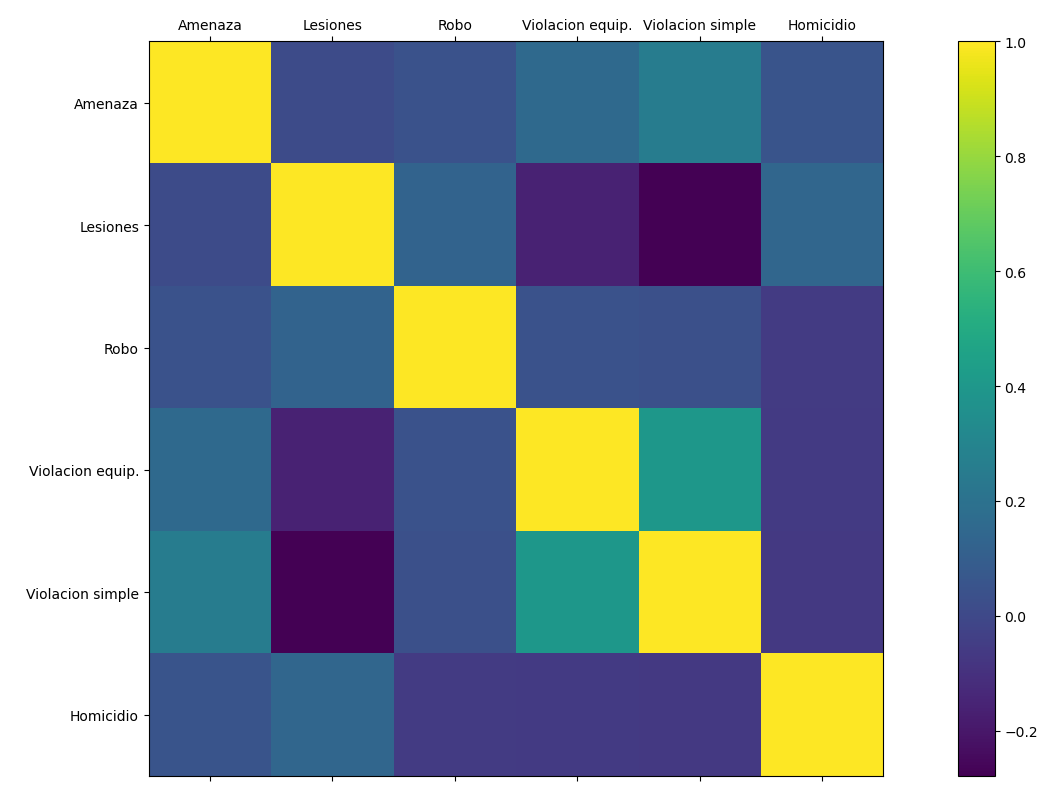 Amenaza Lesiones Robo Violacion equip. Violacion simple Homicidio
Amenaza
Lesiones
Robo
Violacion equip.
Violacion simple
Homicidio
1.0
0.8
0.6
0.4
0.2
0.0
−0.2